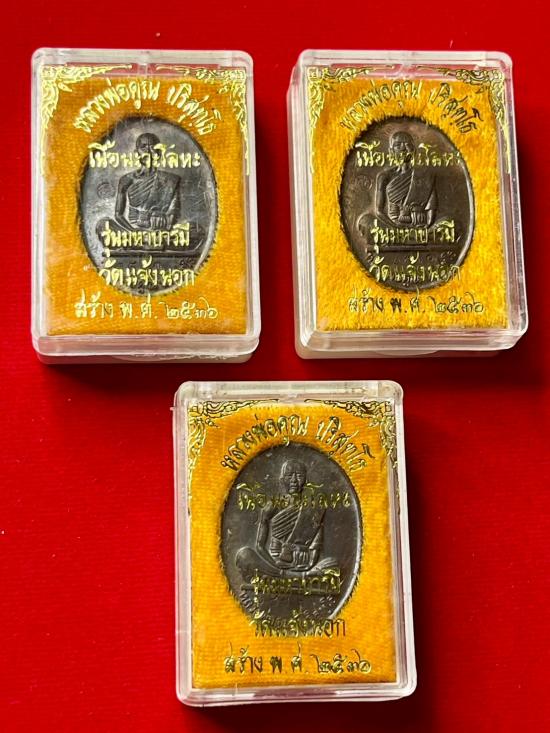 หลวงพ่อคูณ ปริสุทฺโธ
เนื้อนะวะโลหะ
รุ่นมหาบารมี
วัดแจ้งนอก
สร้าง พ.ศ. ๒๕๓๖
หลวงพ่อคูณ ปริสุทฺโธ
เนื้อนะวะโลหะ
รุ่นมหาบารมี
วัดแจ้งนอก
สร้าง พ.ศ. ๒๕๓๖
หลวงพ่อคูณ ปริสุทฺโธ
เนื้อนะวะโลหะ
รุ่นมหาบารมี
วัดแจ้งนอก
สร้าง พ.ศ. ๒๕๓๖